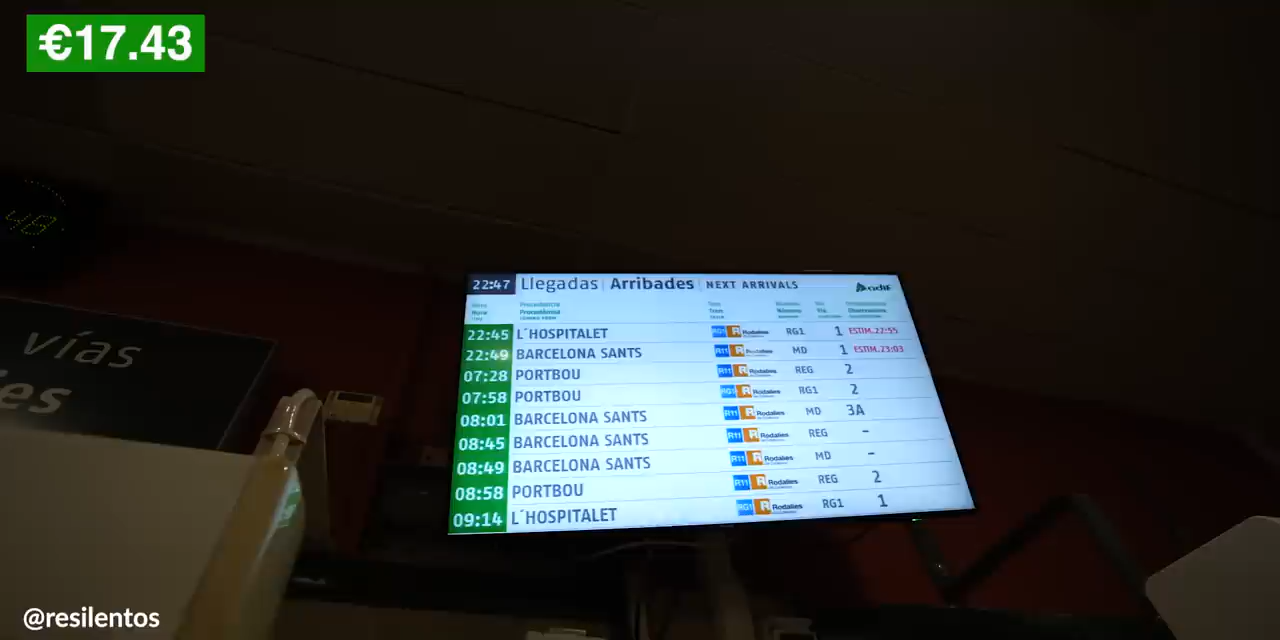 €17.43
48
vías
es
22:47 Llegadas | Arribades | NEXT ARRIVALS adif
22:45 L´HOSPITALET RG1 R Rodalies RG1 1 ESTIM.22:55
22:49 BARCELONA SANTS R11 R Rodalies MD 1 ESTIM.23:03
07:28 PORTBOU R11 R Rodalies REG 2
07:58 PORTBOU RG1 R Rodalies RG1 2
08:01 BARCELONA SANTS R11 R Rodalies MD 3A
08:45 BARCELONA SANTS R11 R Rodalies REG -
08:49 BARCELONA SANTS R11 R Rodalies MD -
08:58 PORTBOU R11 R Rodalies REG 2
09:14 L´HOSPITALET RG1 R Rodalies RG1 1
@resilentos